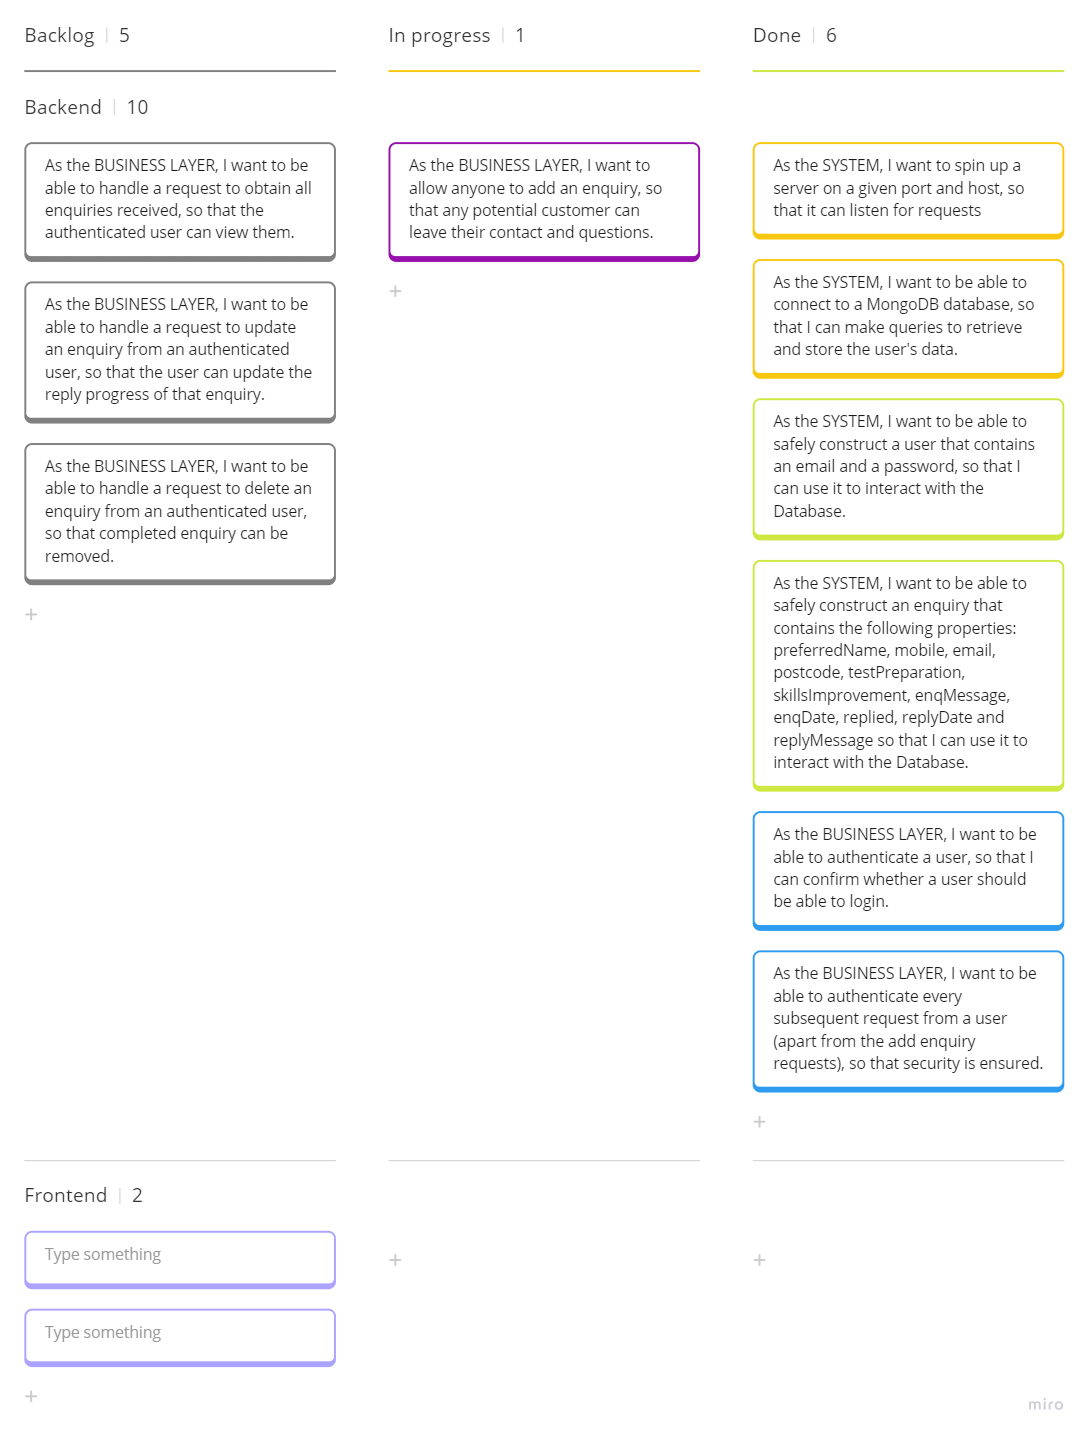 Backlog | 5
In progress | 1
Done | 6
Backend | 10
As the BUSINESS LAYER, I want to be
able to handle a request to obtain all
enquiries received, so that the
authenticated user can view them.
As the BUSINESS LAYER, I want to be
able to handle a request to update
an enquiry from an authenticated
user, so that the user can update the
reply progress of that enquiry.
As the BUSINESS LAYER, I want to be
able to handle a request to delete an
enquiry from an authenticated user,
so that completed enquiry can be
removed.
+
As the BUSINESS LAYER, I want to
allow anyone to add an enquiry, so
that any potential customer can
leave their contact and questions.
+
As the SYSTEM, I want to spin up a
server on a given port and host, so
that it can listen for requests
As the SYSTEM, I want to be able to
connect to a MongoDB database, so
that I can make queries to retrieve
and store the user's data.
As the SYSTEM, I want to be able to
safely construct a user that contains
an email and a password, so that I
can use it to interact with the
Database.
As the SYSTEM, I want to be able to
safely construct an enquiry that
contains the following properties:
preferredName, mobile, email,
postcode, testPreparation,
skillsImprovement, enqMessage,
enqDate, replied, replyDate and
replyMessage so that I can use it to
interact with the Database.
As the BUSINESS LAYER, I want to be
able to authenticate a user, so that I
can confirm whether a user should
be able to login.
As the BUSINESS LAYER, I want to be
able to authenticate every
subsequent request from a user
(apart from the add enquiry
requests), so that security is ensured.
+
Frontend | 2
Type something
Type something
+
+
+
miro